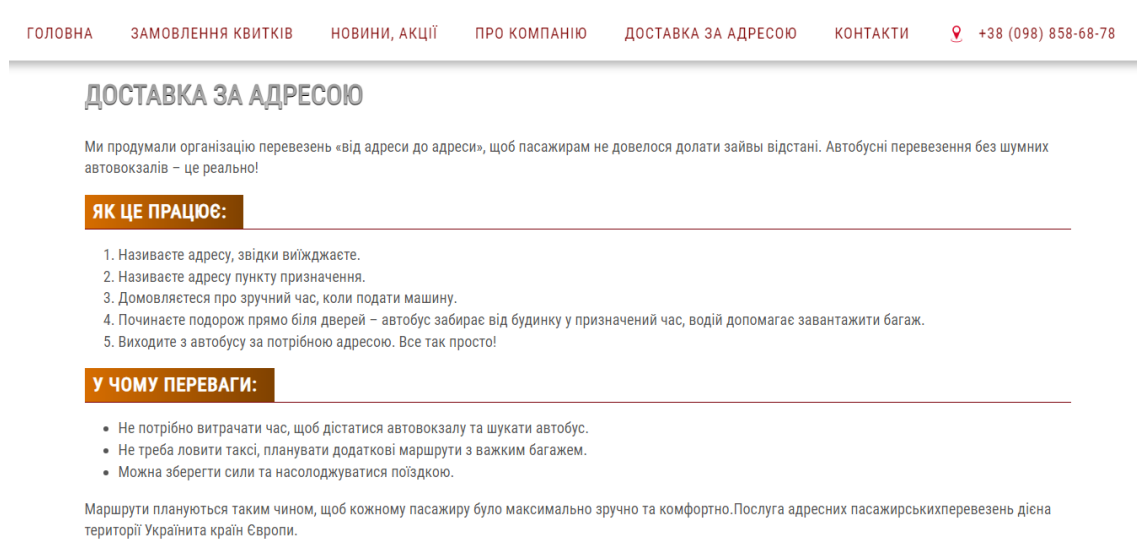 ГОЛОВНА ЗАМОВЛЕННЯ КВИТКІВ НОВИНИ, АКЦІЇ ПРО КОМПАНІЮ ДОСТАВКА ЗА АДРЕСОЮ КОНТАКТИ +38 (098) 858-68-78
ДОСТАВКА ЗА АДРЕСОЮ
Ми продумали організацію перевезень «від адреси до адреси», щоб пасажирам не довелося долати зайвы відстані. Автобусні перевезення без шумних
автовокзалів – це реально!
ЯК ЦЕ ПРАЦЮЄ:
1. Називаєте адресу, звідки виїжджаєте.
2. Називаєте адресу пункту призначення.
3. Домовляєтеся про зручний час, коли подати машину.
4. Починаєте подорож прямо біля дверей – автобус забирає від будинку у призначений час, водій допомагає завантажити багаж.
5. Виходите з автобусу за потрібною адресою. Все так просто!
У ЧОМУ ПЕРЕВАГИ:
• Не потрібно витрачати час, щоб дістатися автовокзалу та шукати автобус.
• Не треба ловити таксі, планувати додаткові маршрути з важким багажем.
• Можна зберегти сили та насолоджуватися поїздкою.
Маршрути плануються таким чином, щоб кожному пасажиру було максимально зручно та комфортно.Послуга адресних пасажирськихперевезень дієна
території Українита країн Європи.